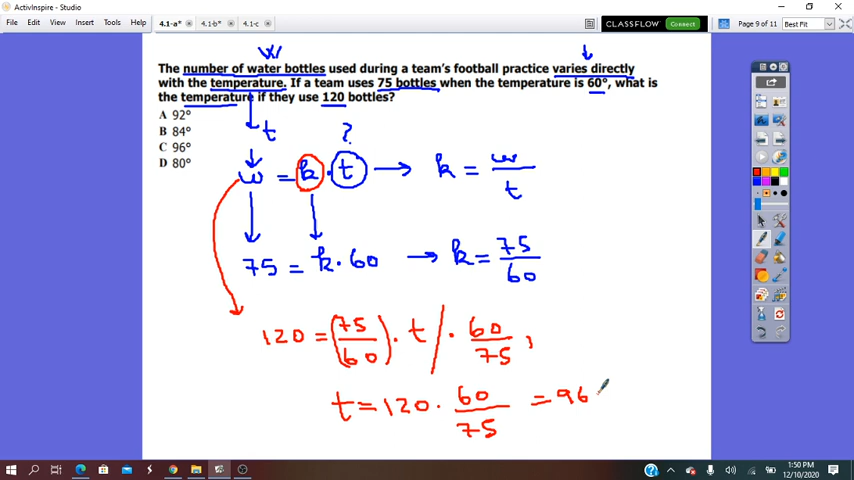 ActivInspire - Studio
File Edit View Insert Tools Help
4.1-a* 4.1-b* 4.1-c
CLASSFLOW Connect Page 9 of 11 Best Fit
w
The number of water bottles used during a team's football practice varies directly
with the temperature. If a team uses 75 bottles when the temperature is 60°, what is
the temperature if they use 120 bottles?
A 92°
B 84°
C 96°
D 80°
t ?
w = k · t → k = w/t
75 = k · 60 → k = 75/60
120 = (75/60) · t / · 60/75 ,
t = 120 · 60/75 = 96
1:50 PM
12/10/2020